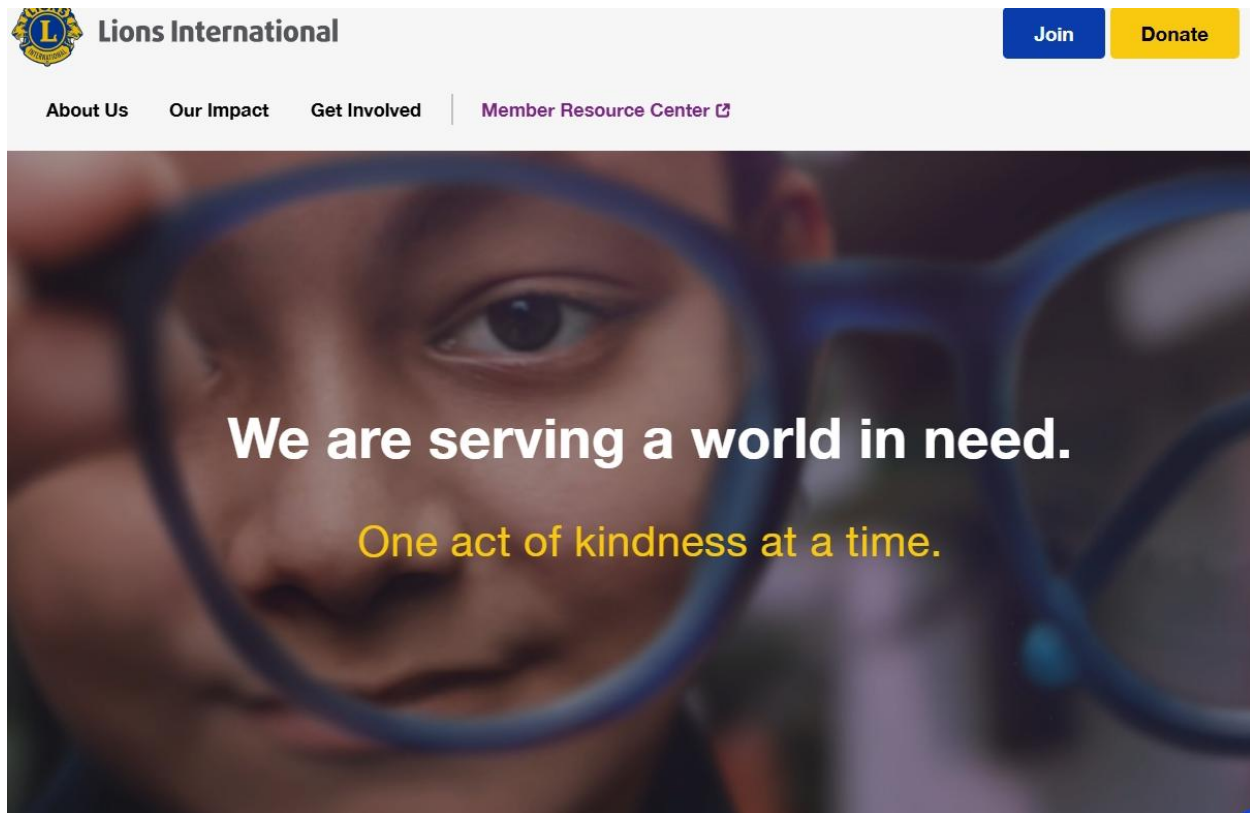 Lions International
Join
Donate
About Us
Our Impact
Get Involved
Member Resource Center
We are serving a world in need.
One act of kindness at a time.